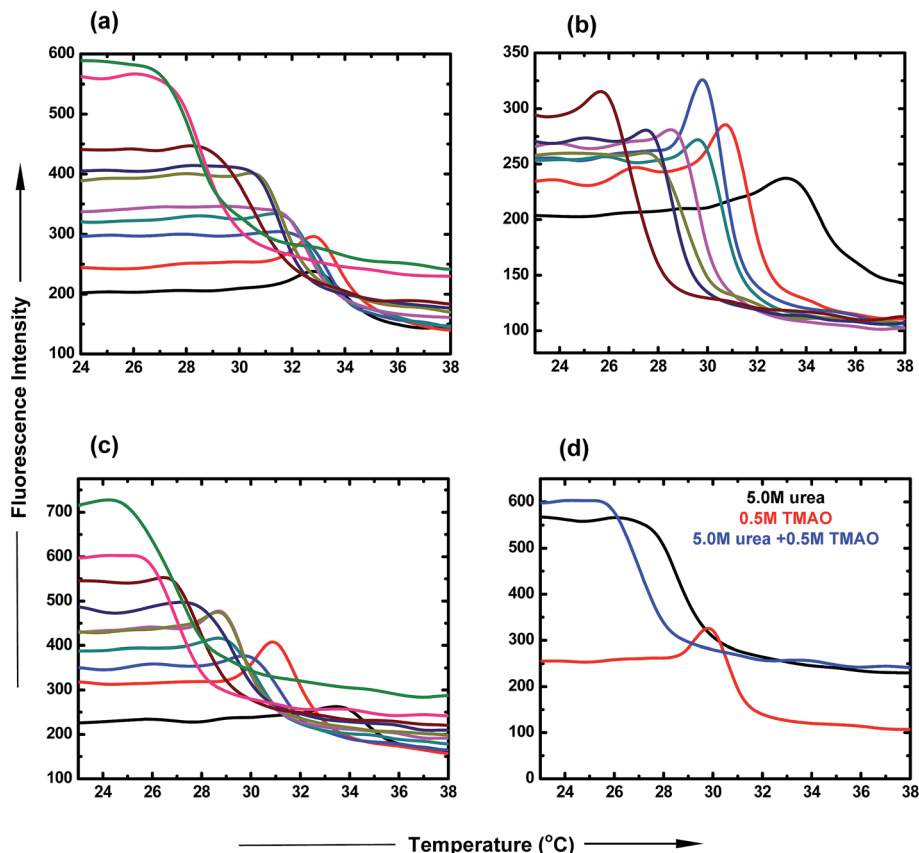 (a)
600
500
400
300
200
100
24 26 28 30 32 34 36 38
(b)
350
300
250
200
150
100
24 26 28 30 32 34 36 38
(c)
700
600
500
400
300
200
100
24 26 28 30 32 34 36 38
(d)
5.0M urea
0.5M TMAO
5.0M urea +0.5M TMAO
600
500
400
300
200
100
0
24 26 28 30 32 34 36 38
Fluorescence Intensity
Temperature (°C)